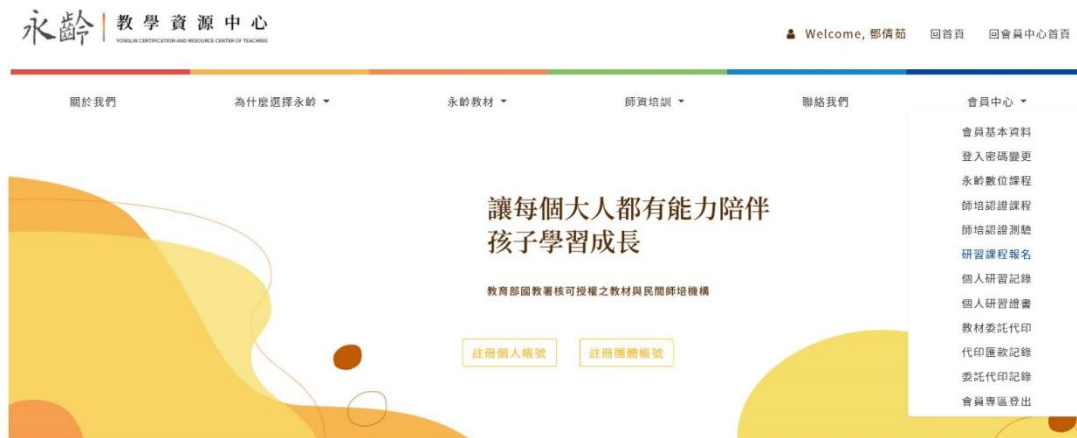 永齡 教學資源中心
YONGLIN CERTIFICATION AND RESOURCE CENTER OF TEACHING
Welcome, 鄧倩茹 回首頁 回會員中心首頁
關於我們 為什麼選擇永齡 永齡教材 師資培訓 聯絡我們 會員中心
會員基本資料
登入密碼變更
永齡數位課程
師培認證課程
師培認證測驗
研習課程報名
個人研習記錄
個人研習證書
教材委託代印
代印匯款記錄
委託代印記錄
會員專區登出
讓每個大人都有能力陪伴
孩子學習成長
教育部國教署核可授權之教材與民間師培機構
註冊個人帳號 註冊團體帳號